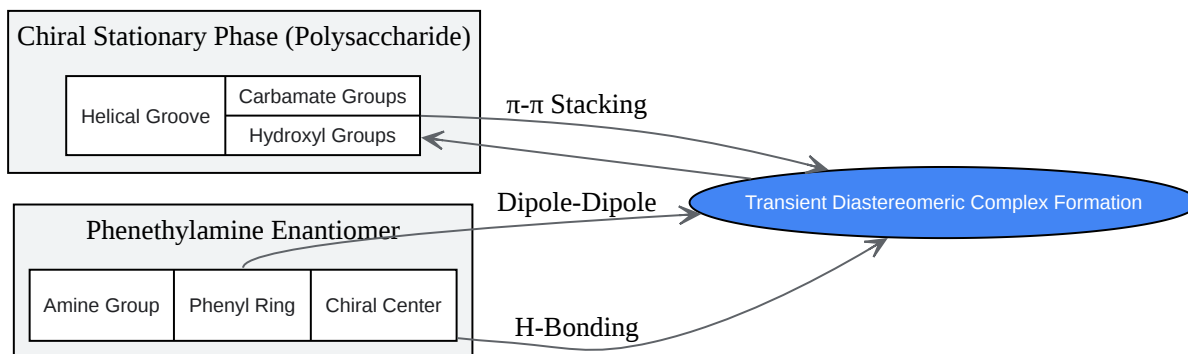 Chiral Stationary Phase (Polysaccharide)
Helical Groove
Carbamate Groups
Hydroxyl Groups
π-π Stacking
Transient Diastereomeric Complex Formation
Dipole-Dipole
Phenethylamine Enantiomer
Amine Group
Phenyl Ring
Chiral Center
H-Bonding